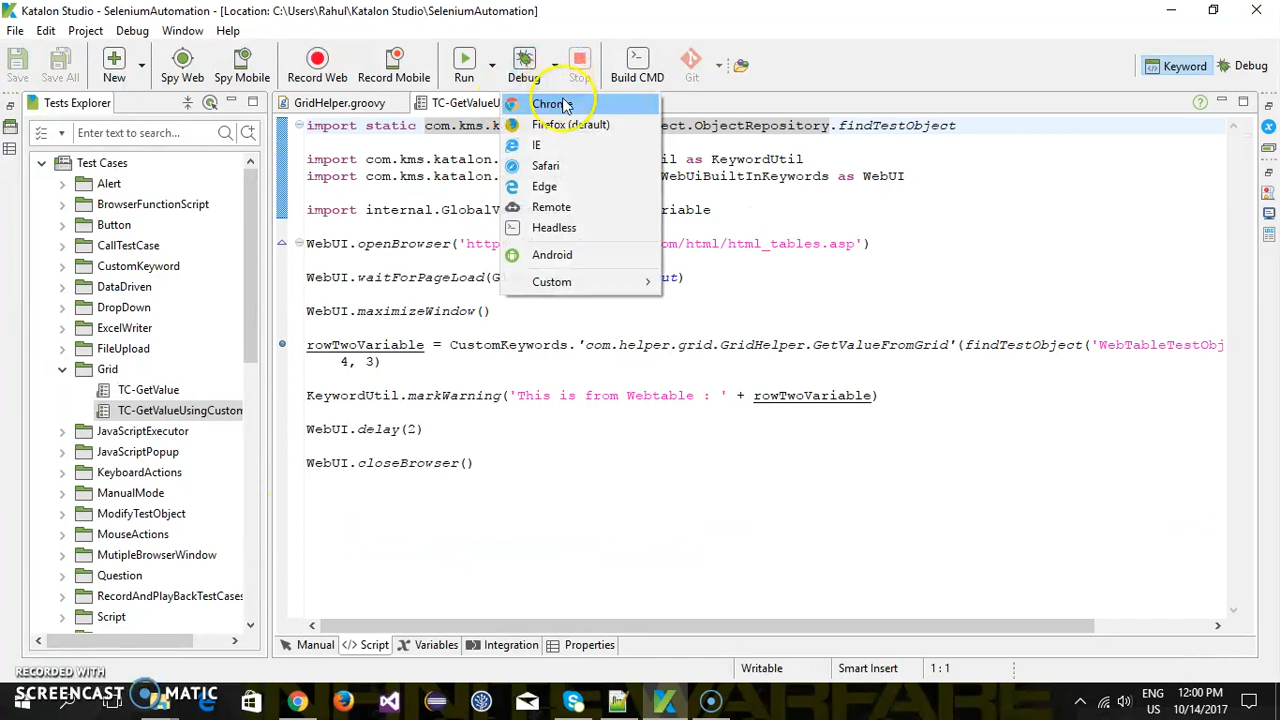 Katalon Studio - SeleniumAutomation - [Location: C:\Users\Rahul\Katalon Studio\SeleniumAutomation]
File Edit Project Debug Window Help
Save Save All New Spy Web Spy Mobile Record Web Record Mobile Run Debug Stop Build CMD Git Keyword Debug
Tests Explorer GridHelper.groovy TC-GetValueU
Enter text to search...
Test Cases
Alert
BrowserFunctionScript
Button
CallTestCase
CustomKeyword
DataDriven
DropDown
ExcelWriter
FileUpload
Grid
TC-GetValue
TC-GetValueUsingCustom
JavaScriptExecutor
JavaScriptPopup
KeyboardActions
ManualMode
ModifyTestObject
MouseActions
MutipleBrowserWindow
Question
RecordAndPlayBackTestCases
Script
Chrome
Firefox (default)
IE
Safari
Edge
Remote
Headless
Android
Custom
import static com.kms.k ect.ObjectRepository.findTestObject
import com.kms.katalon. il as KeywordUtil
import com.kms.katalon. WebUiBuiltInKeywords as WebUI
import internal.GlobalV riable
WebUI.openBrowser('http om/html/html_tables.asp')
WebUI.waitForPageLoad(G ut)
WebUI.maximizeWindow()
rowTwoVariable = CustomKeywords.'com.helper.grid.GridHelper.GetValueFromGrid'(findTestObject('WebTableTestObj
4, 3)
KeywordUtil.markWarning('This is from Webtable : ' + rowTwoVariable)
WebUI.delay(2)
WebUI.closeBrowser()
Manual Script Variables Integration Properties
Writable Smart Insert 1 : 1
RECORDED WITH
SCREENCAST MATIC
ENG 12:00 PM
US 10/14/2017